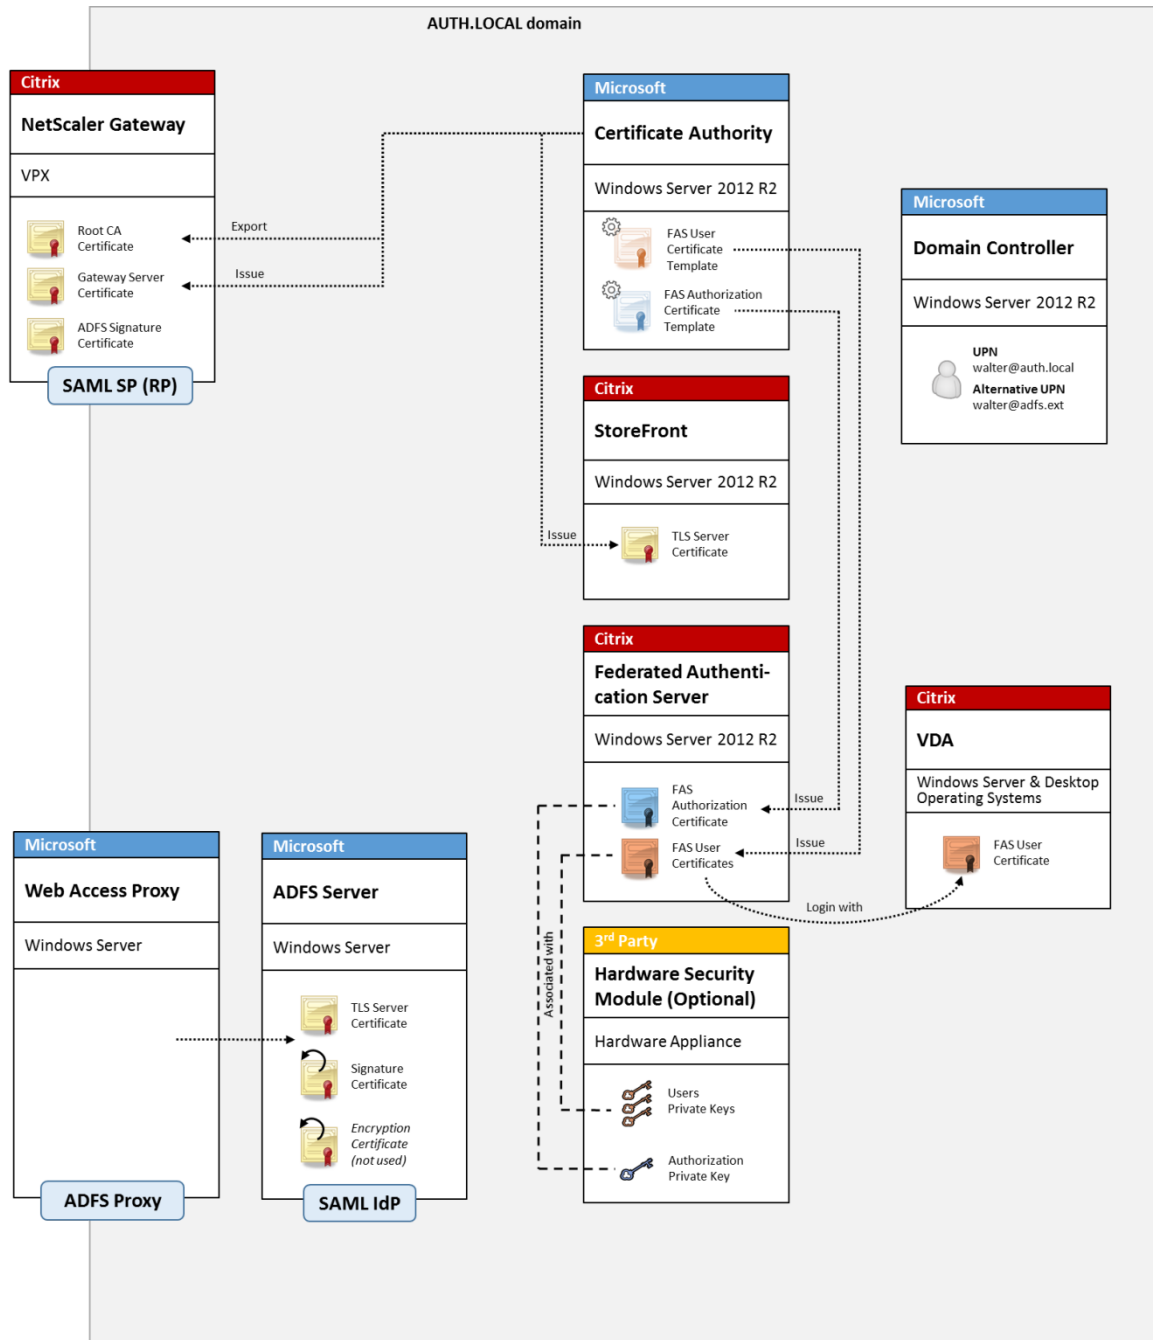 AUTH.LOCAL domain
Citrix
NetScaler Gateway
VPX
Root CA
Certificate
Gateway Server
Certificate
ADFS Signature
Certificate
SAML SP (RP)
Export
Issue
Microsoft
Certificate Authority
Windows Server 2012 R2
FAS User
Certificate
Template
FAS Authorization
Certificate
Template
Microsoft
Domain Controller
Windows Server 2012 R2
UPN
walter@auth.local
Alternative UPN
walter@adfs.ext
Citrix
StoreFront
Windows Server 2012 R2
Issue
TLS Server
Certificate
Citrix
Federated Authenti-
cation Server
Windows Server 2012 R2
FAS
Authorization
Certificate
FAS User
Certificates
Issue
Issue
Citrix
VDA
Windows Server & Desktop
Operating Systems
FAS User
Certificate
Login with
Microsoft
Web Access Proxy
Windows Server
ADFS Proxy
Microsoft
ADFS Server
Windows Server
TLS Server
Certificate
Signature
Certificate
Encryption
Certificate
(not used)
SAML IdP
Associated with
3rd Party
Hardware Security
Module (Optional)
Hardware Appliance
Users
Private Keys
Authorization
Private Key